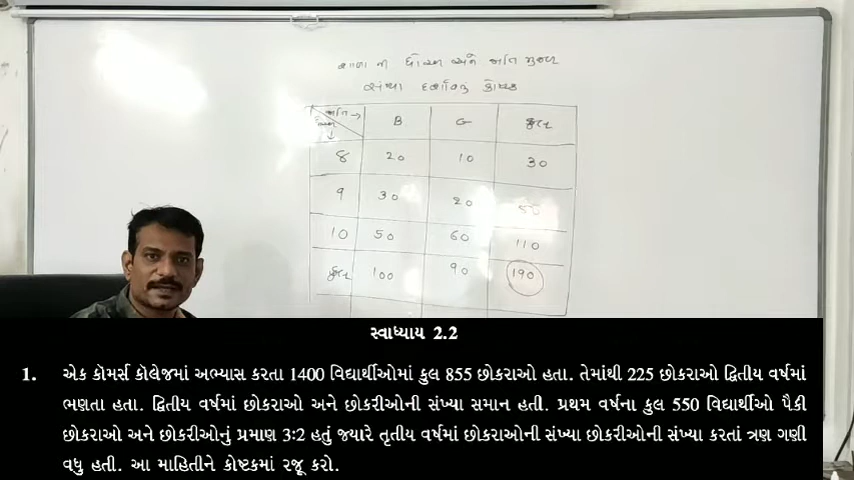 શાળા ની ધોરણ અને જાતિ મુજબ
સંખ્યા દર્શાવતું કોષ્ટક
જાતિ → B G કુલ
ધોરણ ↓
8 20 10 30
9 30 20 50
10 50 60 110
કુલ 100 90 190
સ્વાધ્યાય 2.2
1. એક કૉમર્સ કૉલેજમાં અભ્યાસ કરતા 1400 વિદ્યાર્થીઓમાં કુલ 855 છોકરાઓ હતા. તેમાંથી 225 છોકરાઓ દ્વિતીય વર્ષમાં
ભણતા હતા. દ્વિતીય વર્ષમાં છોકરાઓ અને છોકરીઓની સંખ્યા સમાન હતી. પ્રથમ વર્ષના કુલ 550 વિદ્યાર્થીઓ પૈકી
છોકરાઓ અને છોકરીઓનું પ્રમાણ 3:2 હતું જ્યારે તૃતીય વર્ષમાં છોકરાઓની સંખ્યા છોકરીઓની સંખ્યા કરતાં ત્રણ ગણી
વધુ હતી. આ માહિતીને કોષ્ટકમાં રજૂ કરો.